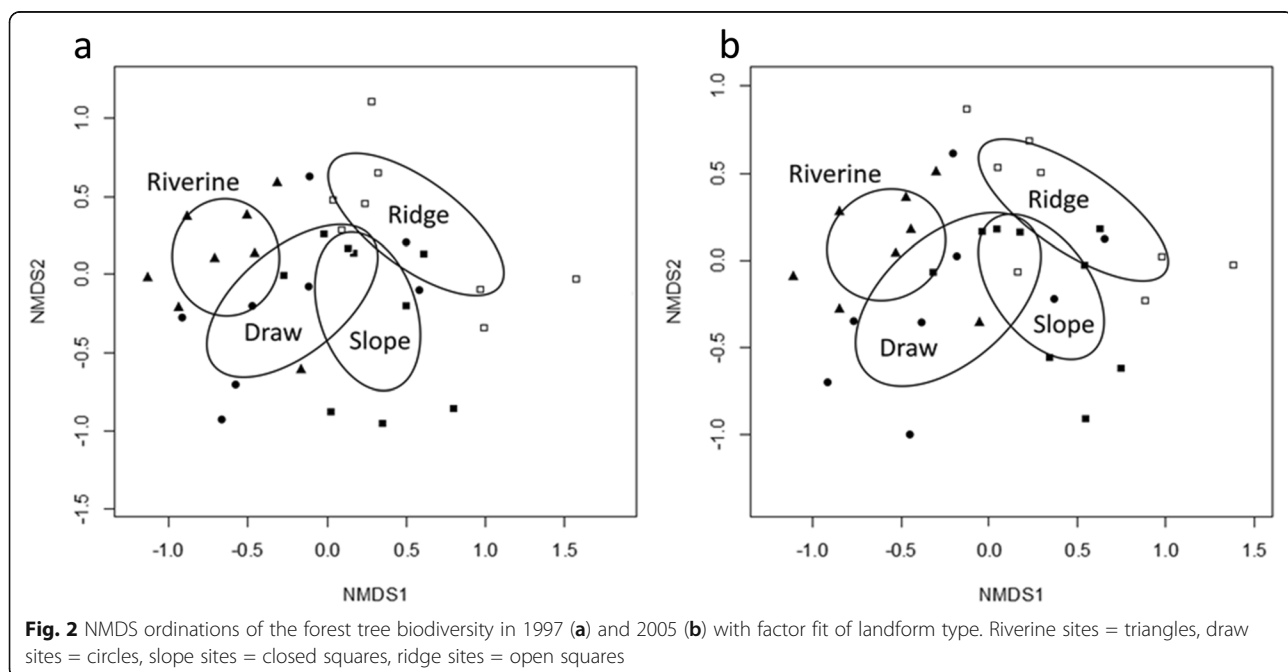 a
b
1.0
0.5
0.0
-0.5
-1.0
-1.5
NMDS2
Riverine
Ridge
Draw
Slope
-1.0 -0.5 0.0 0.5 1.0 1.5
NMDS1
1.0
0.5
0.0
-0.5
-1.0
NMDS2
Riverine
Ridge
Draw
Slope
-1.0 -0.5 0.0 0.5 1.0 1.5
NMDS1
Fig. 2 NMDS ordinations of the forest tree biodiversity in 1997 (a) and 2005 (b) with factor fit of landform type. Riverine sites = triangles, draw
sites = circles, slope sites = closed squares, ridge sites = open squares